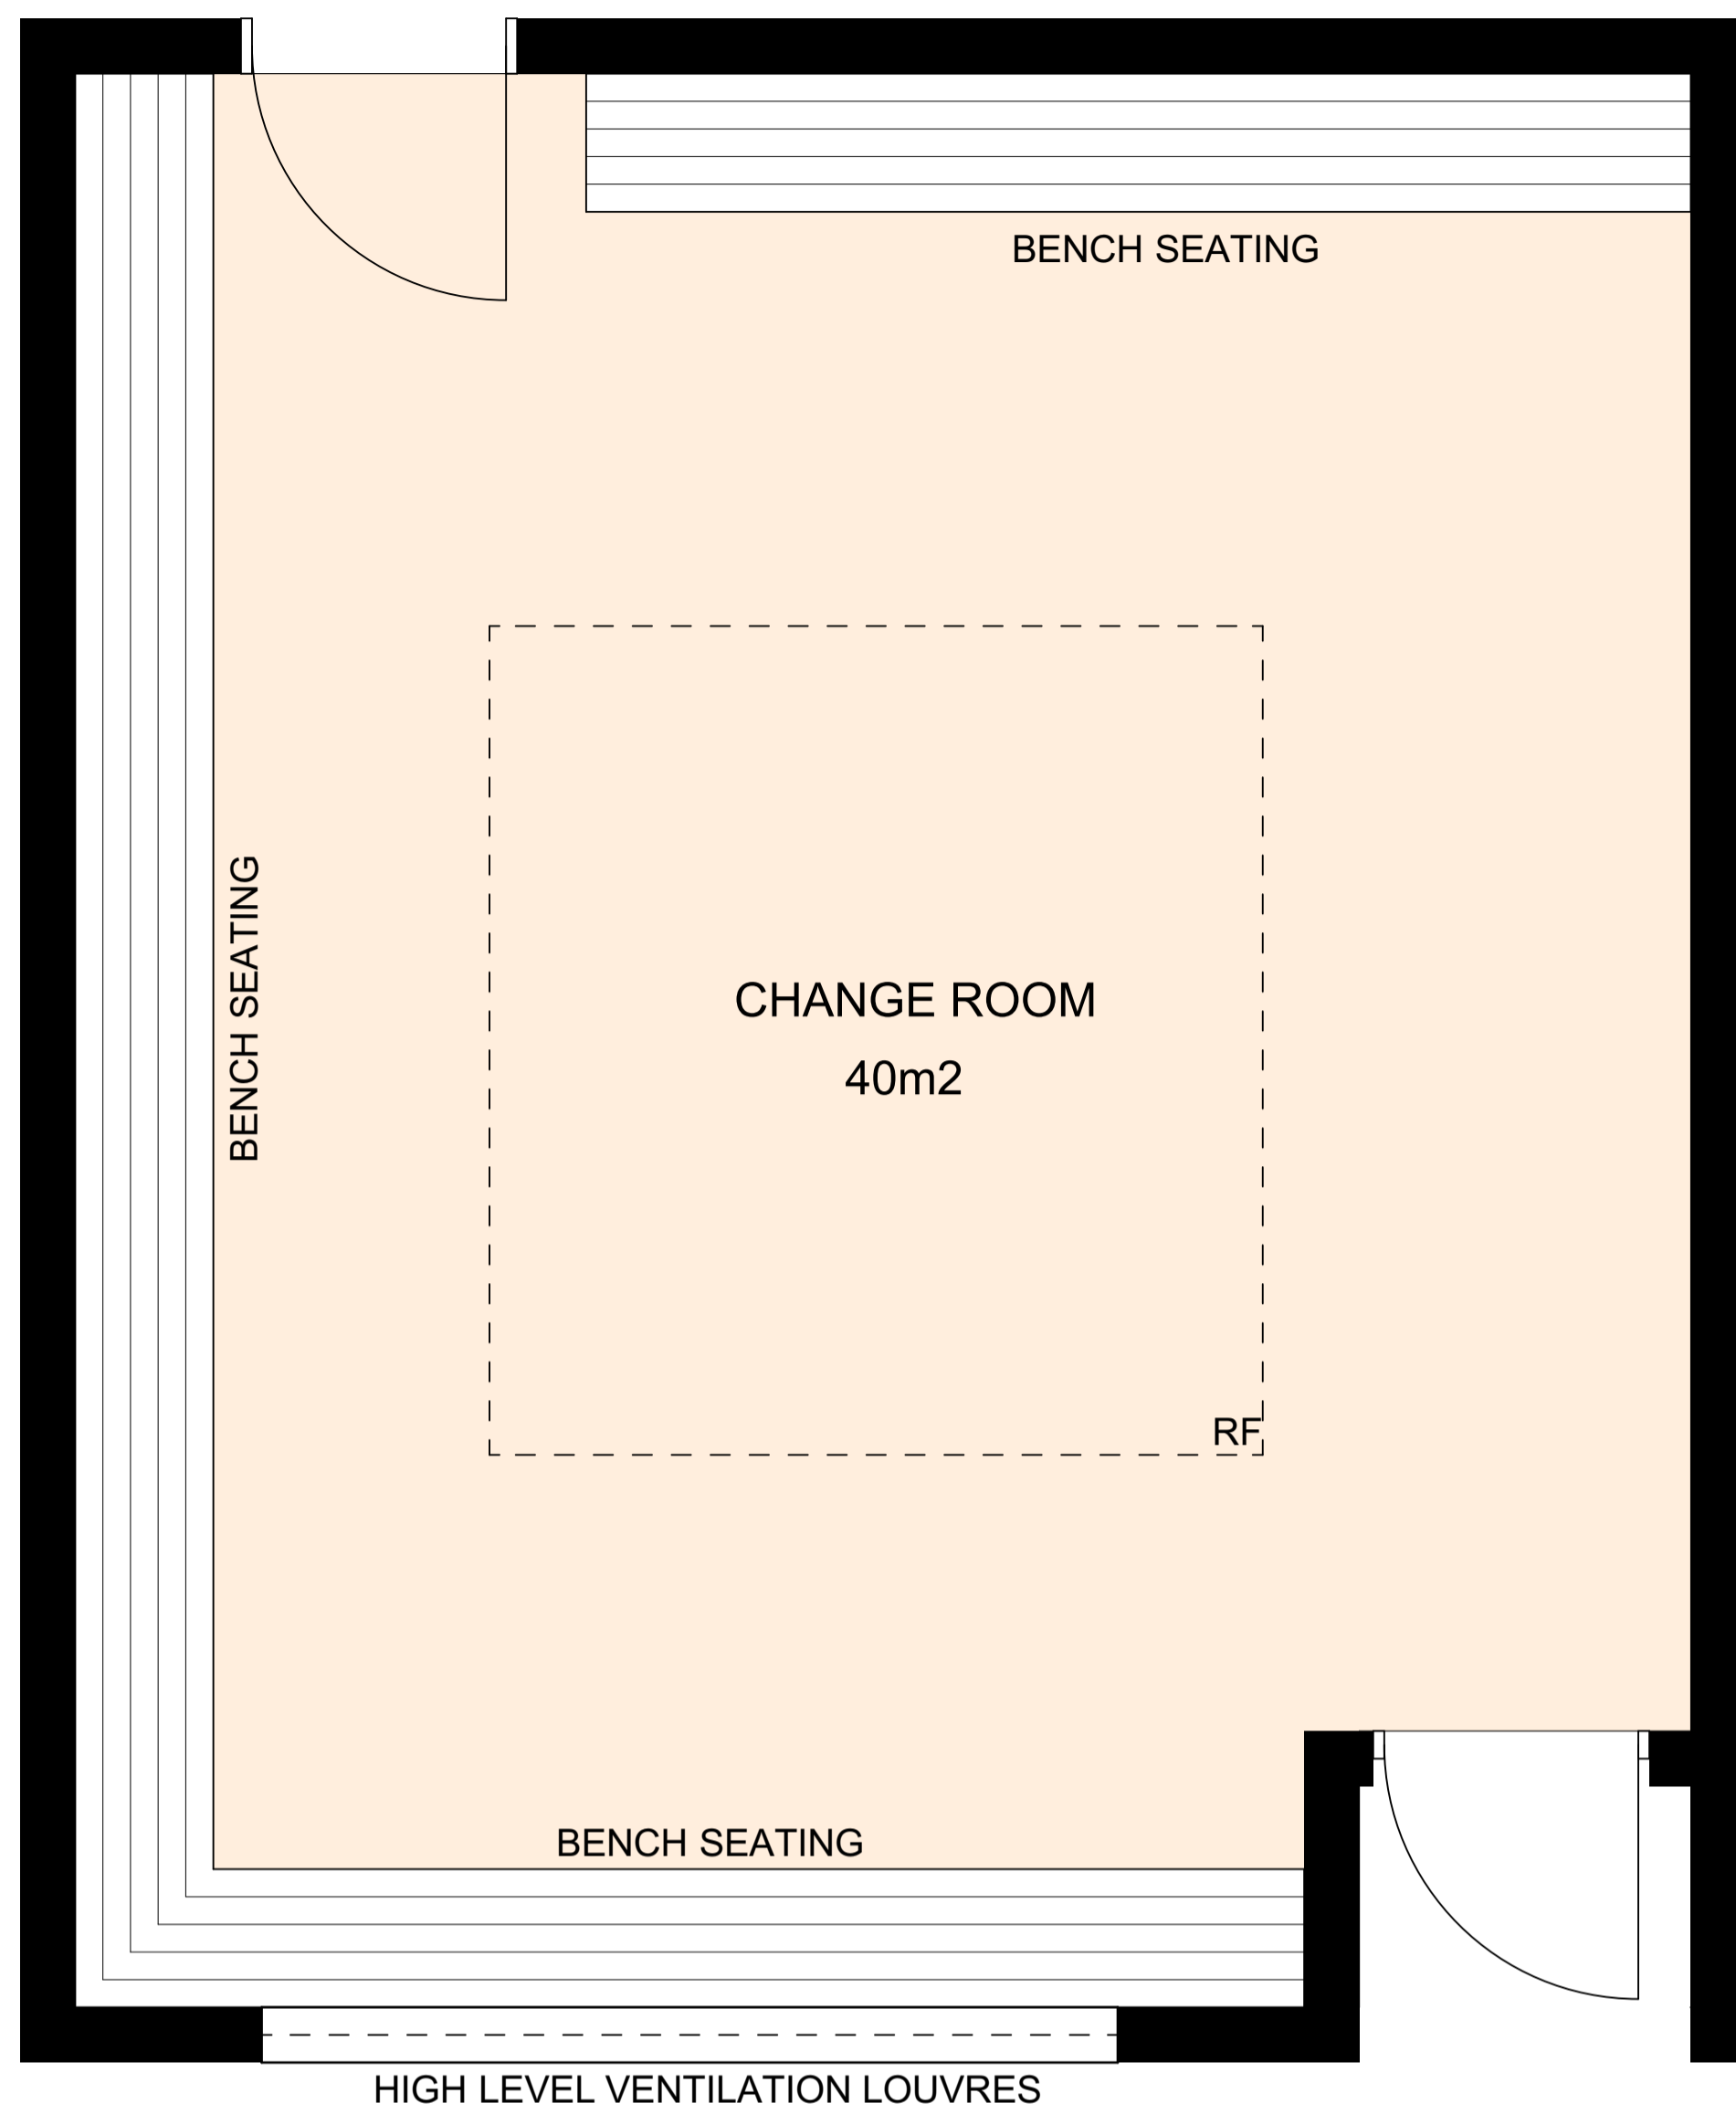 BENCH SEATING
BENCH SEATING
CHANGE ROOM
40m2
RF
BENCH SEATING
HIGH LEVEL VENTILATION LOUVRES